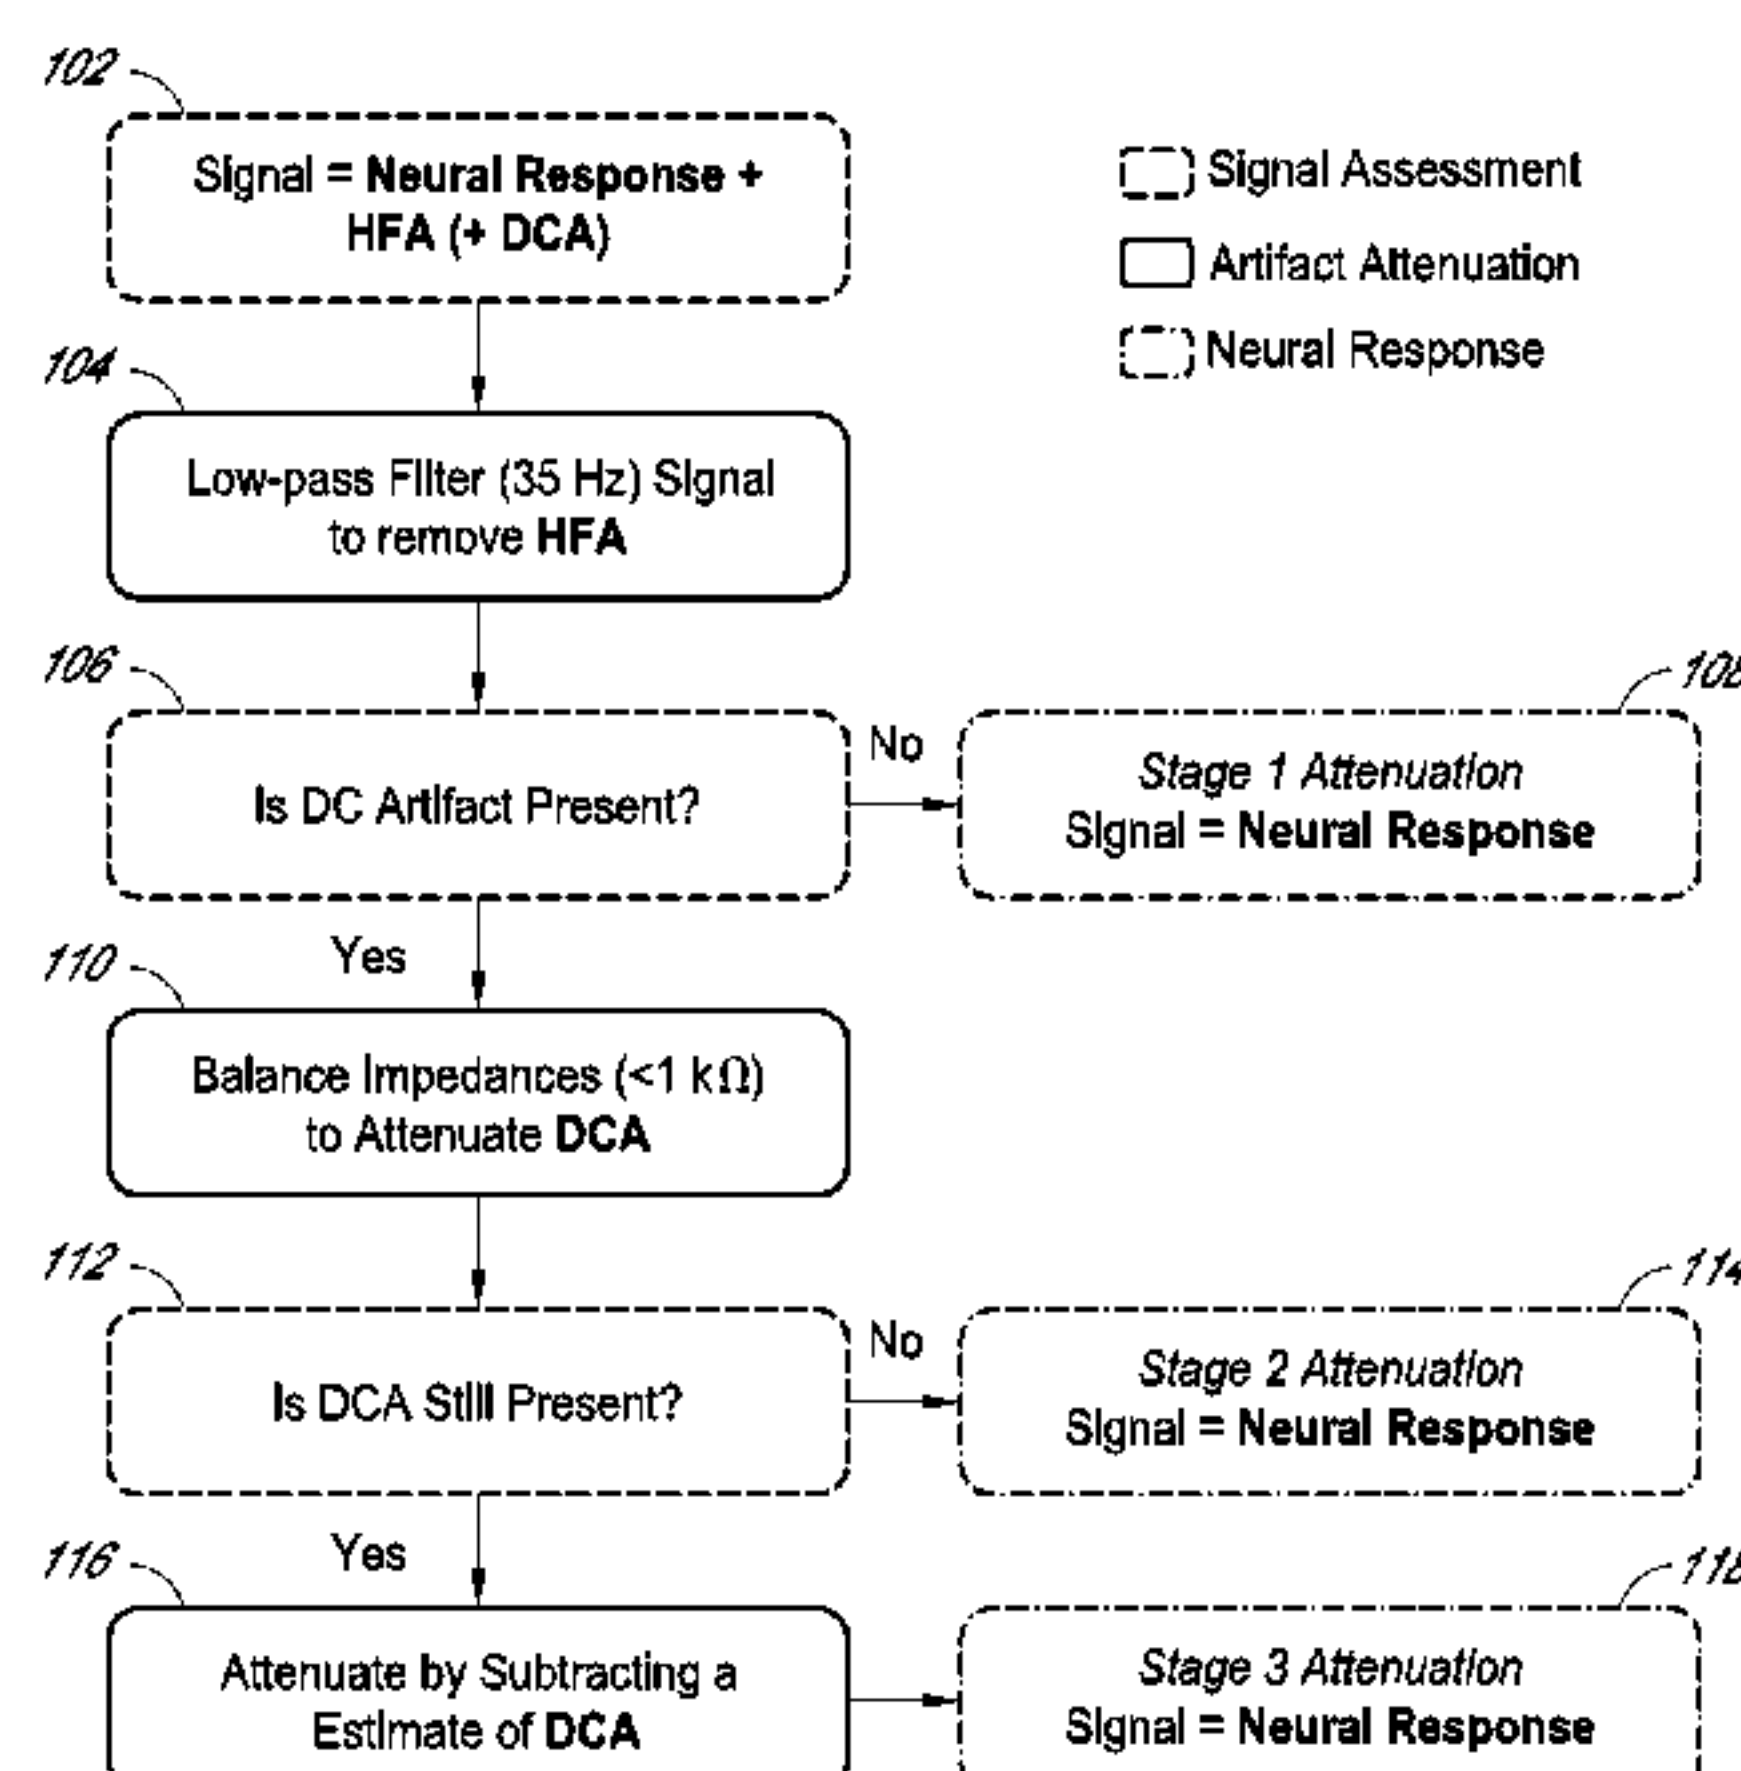 102
Signal = Neural Response +
HFA (+ DCA)
Signal Assessment
Artifact Attenuation
Neural Response
104
Low-pass Filter (35 Hz) Signal
to remove HFA
106
Is DC Artifact Present?
No
108
Stage 1 Attenuation
Signal = Neural Response
Yes
110
Balance Impedances (<1 kΩ)
to Attenuate DCA
112
Is DCA Still Present?
No
114
Stage 2 Attenuation
Signal = Neural Response
Yes
116
Attenuate by Subtracting a
Estimate of DCA
118
Stage 3 Attenuation
Signal = Neural Response